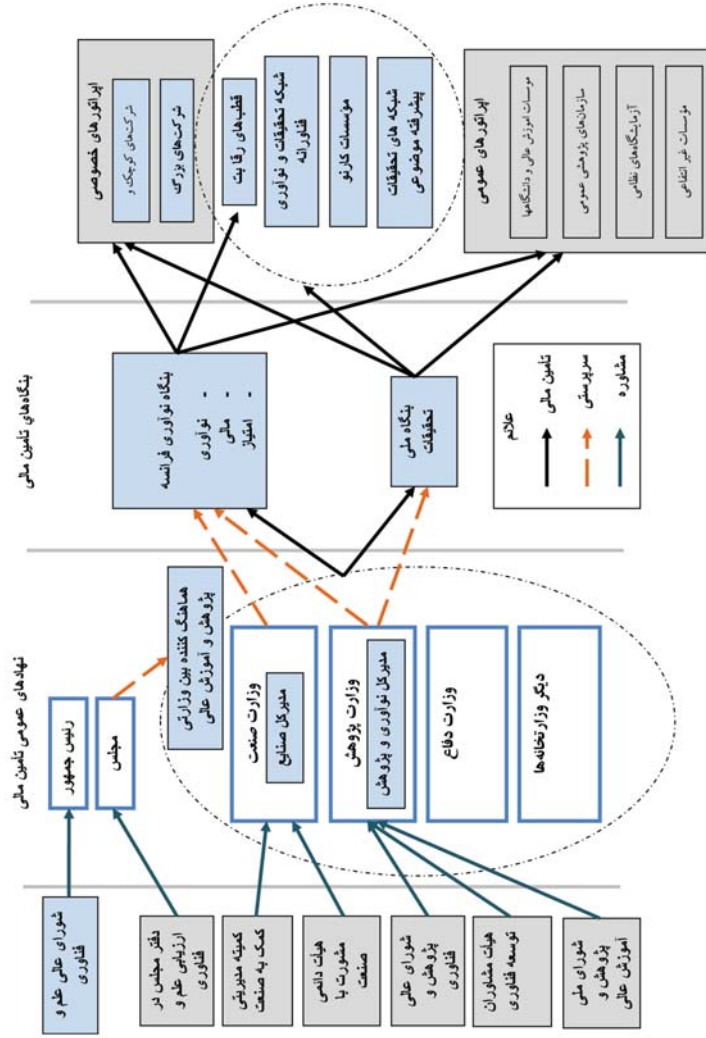 نهادهای عمومی تامین مالی
بنگاه‌های تامین مالی
شورای عالی علم و
فناوری
دفتر مجلس در
ارزیابی علم و
فناوری
کمیته مدیریتی
کمک به صنعت
هیات دائمی
مشورت با
صنعت
شورای عالی
پژوهش و
فناوری
هیات مشاوران
توسعه فناوری
شورای ملی
پژوهش و
آموزش عالی
رئیس جمهور
مجلس
هماهنگ کننده بین وزارتی
پژوهش و آموزش عالی
وزارت صنعت
مدیرکل صنایع
وزارت پژوهش
مدیرکل نوآوری و پژوهش
وزارت دفاع
دیگر وزارتخانه‌ها
بنگاه نوآوری فرانسه
- نوآوری
- مالی
- امتیاز
بنگاه ملی
تحقیقات
علائم
تامین مالی
سرپرستی
مشاوره
اپراتورهای خصوصی
شرکت‌های کوچک و
شرکت‌های بزرگ
قطب‌های رقابت
شبکه تحقیقات و نوآوری
فناورانه
مؤسسات کارنو
شبکه های تحقیقات
پیشرفته موضوعی
اپراتورهای عمومی
موسسات اموزش عالی و دانشگاهها
سازمان‌های پژوهشی عمومی
آزمایشگاه‌های نظامی
مؤسسات غیر انتفاعی